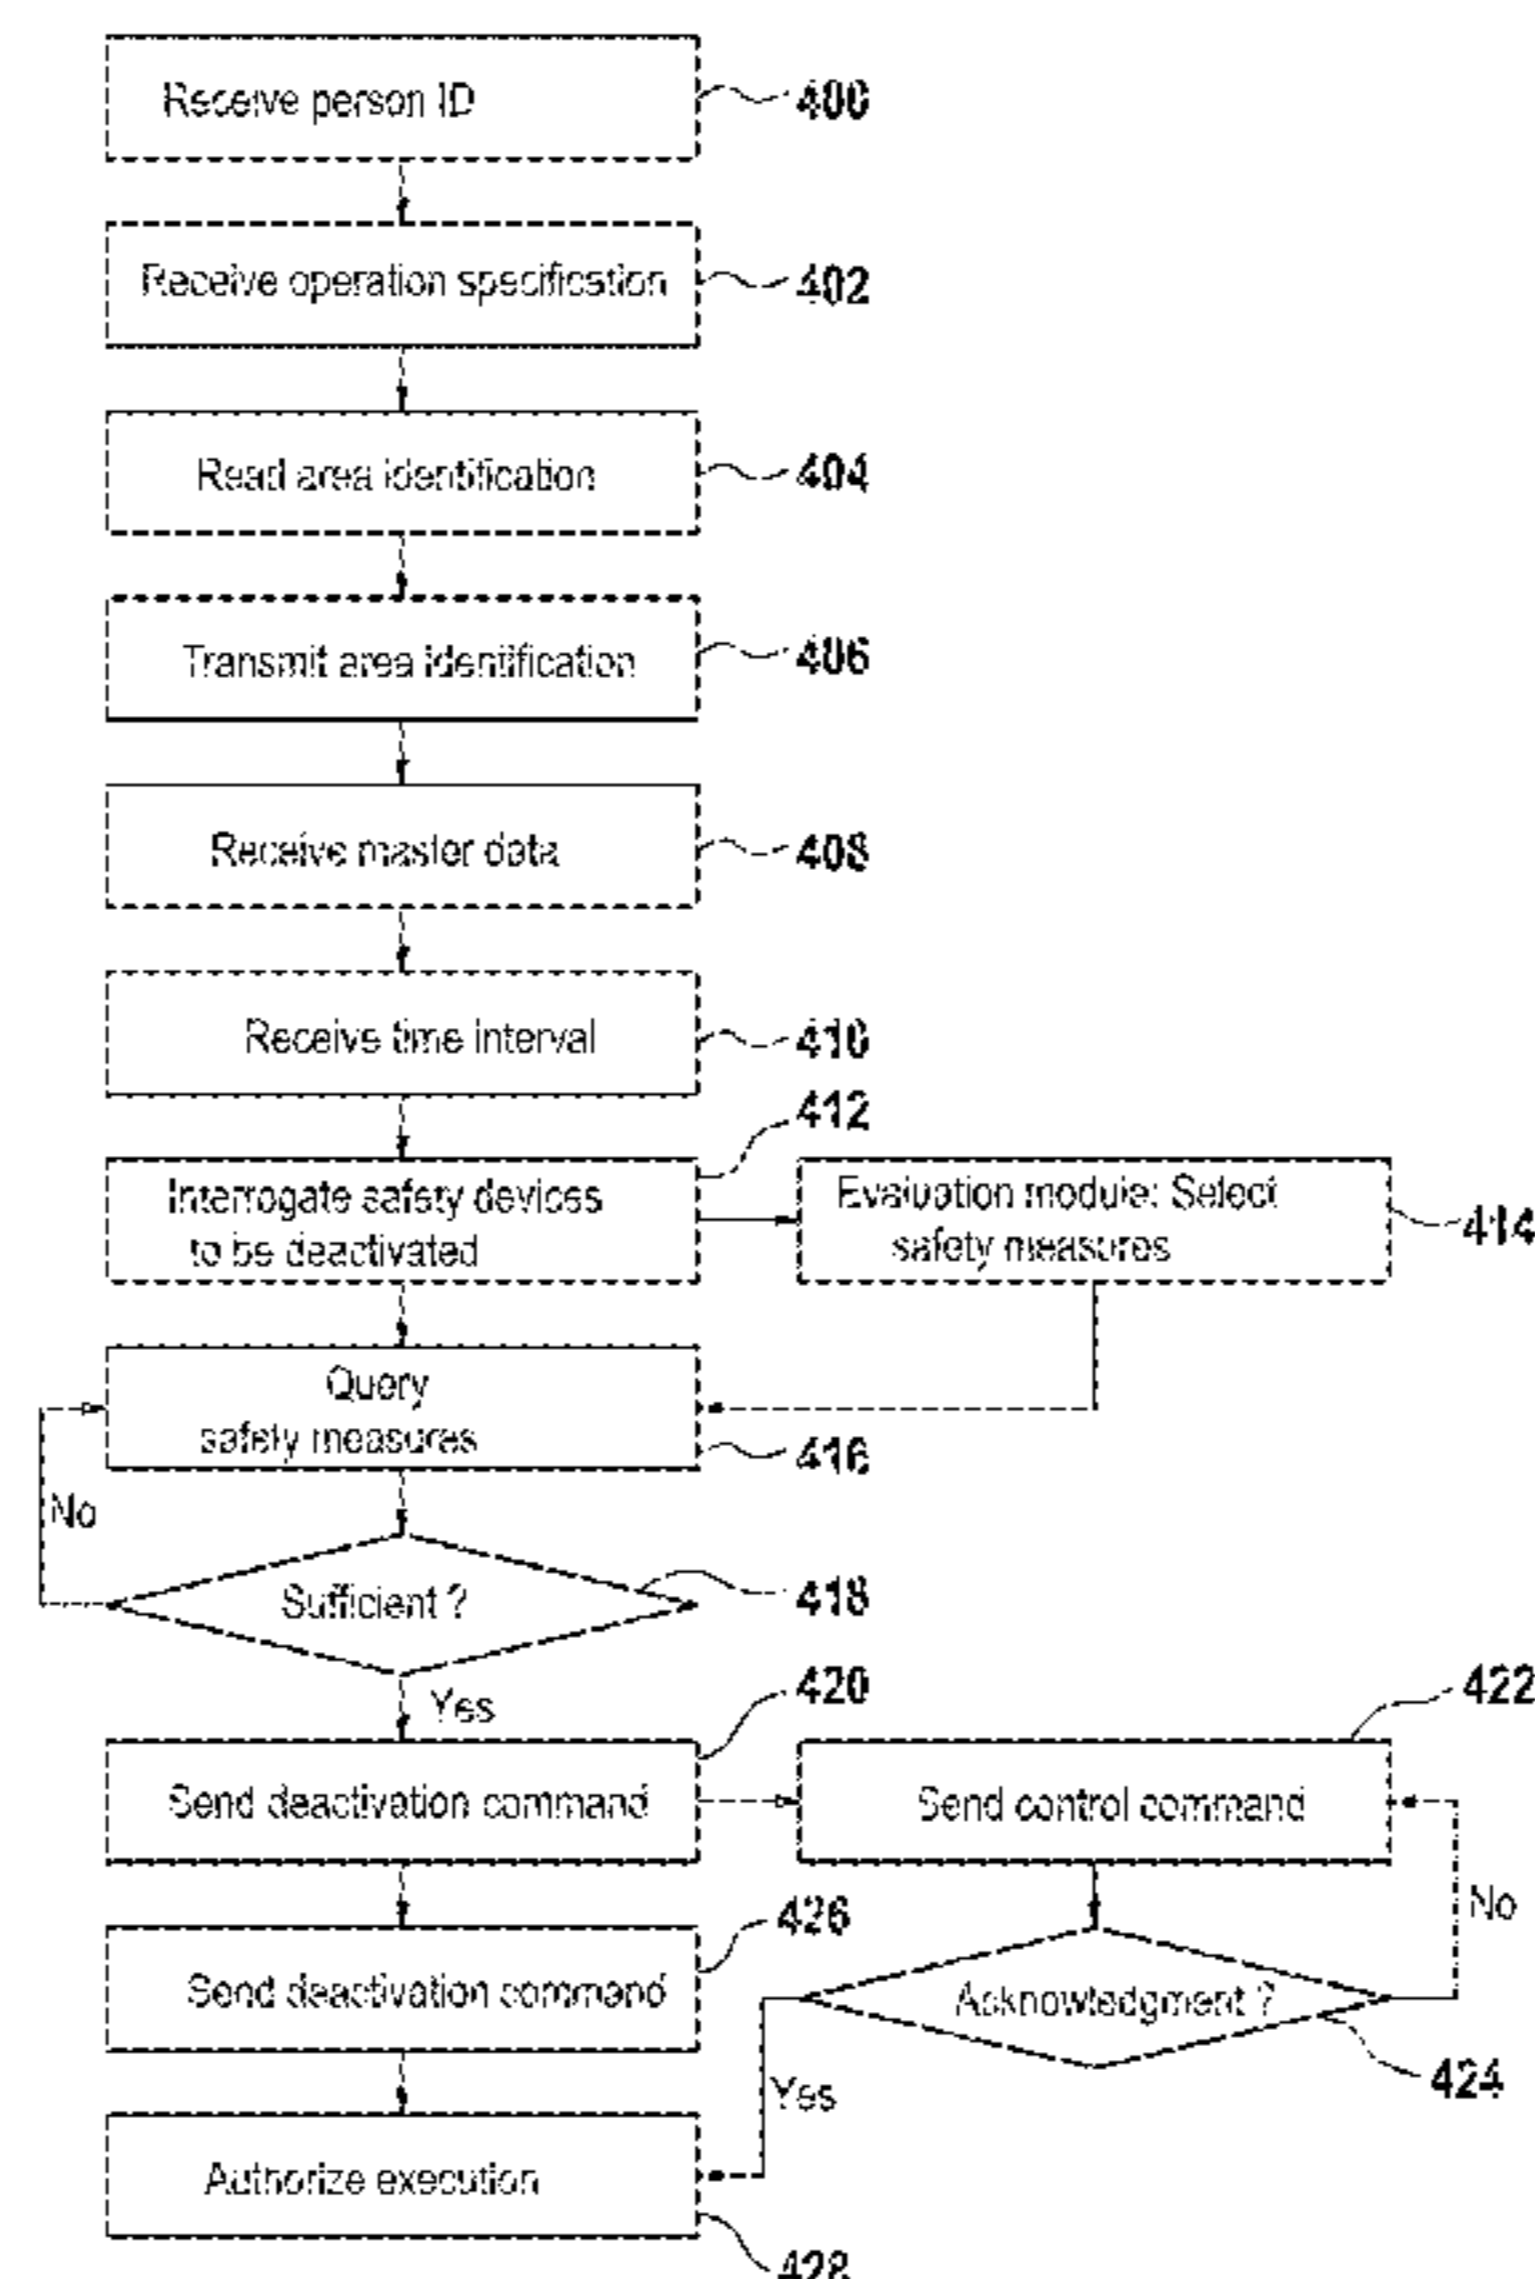 Receive person ID
400
Receive operation specification
402
Read area identification
404
Transmit area identification
406
Receive master data
408
Receive time interval
410
412
Interrogate safety devices
to be deactivated
Evaluation module: Select
safety measures
414
Query
safety measures
416
No
Sufficient ?
418
Yes
420
422
Send deactivation command
Send control command
No
426
Send deactivation command
Acknowledgment ?
424
Yes
Authorize execution
428